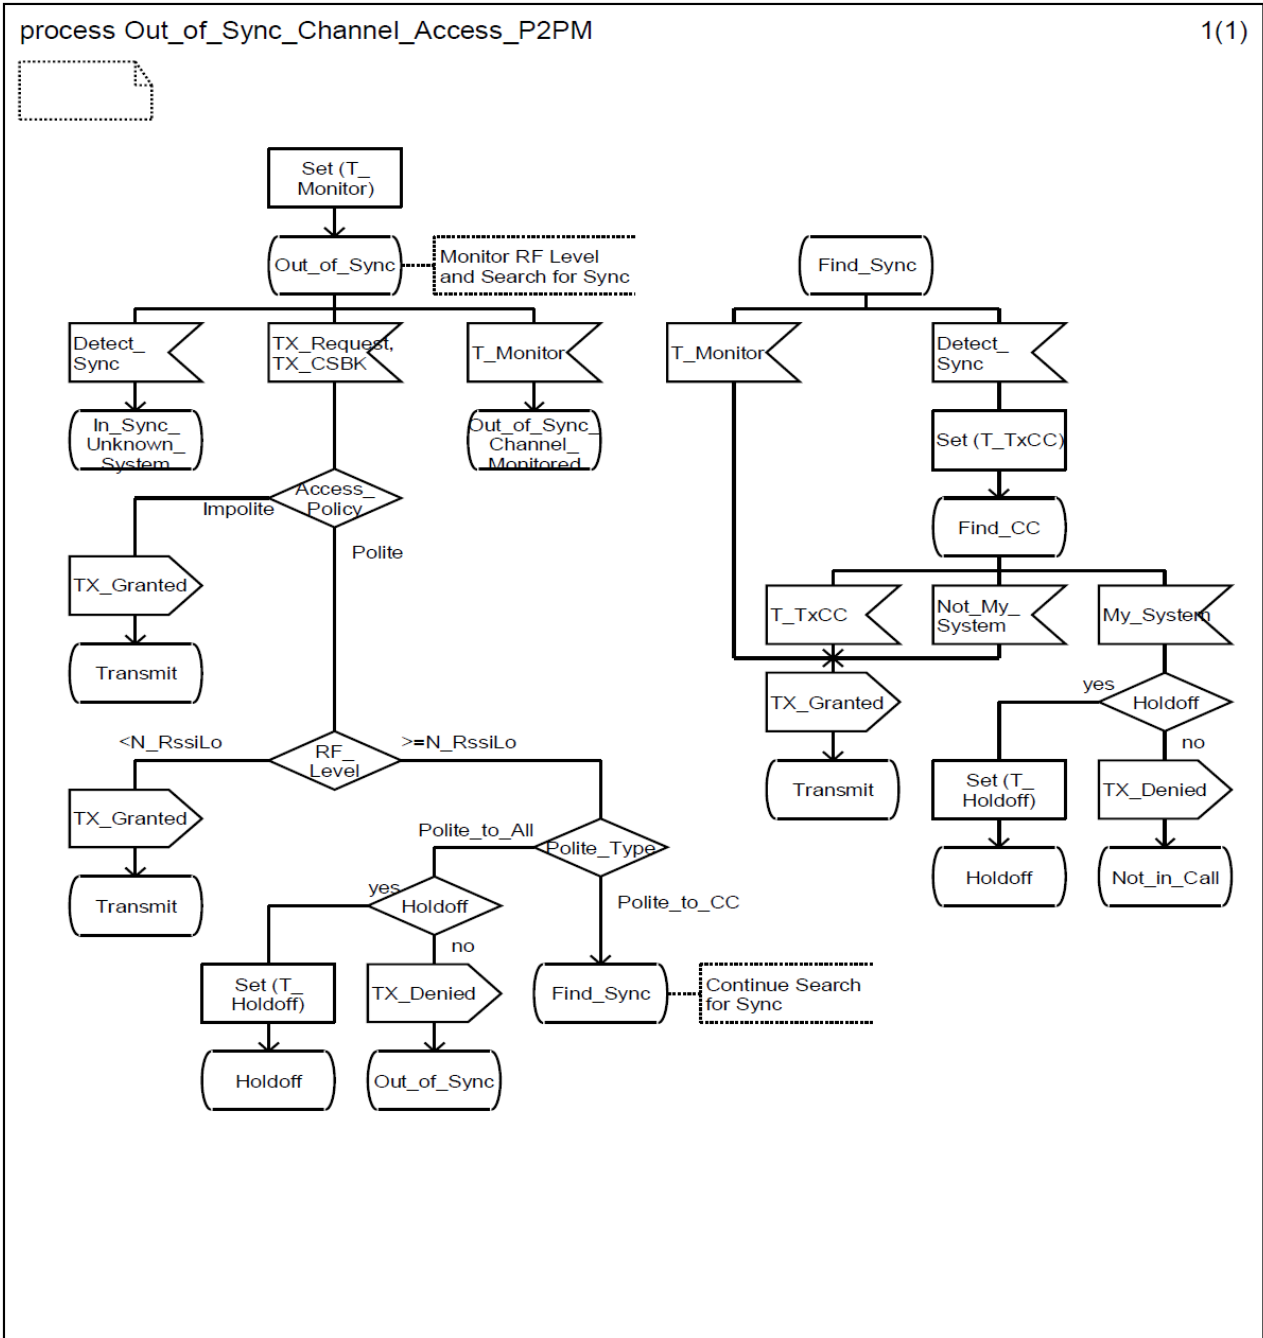 process Out_of_Sync_Channel_Access_P2PM
1(1)
Set (T_
Monitor)
Out_of_Sync
Monitor RF Level
and Search for Sync
Find_Sync
Detect_
Sync
TX_Request,
TX_CSBK
T_Monitor
T_Monitor
Detect_
Sync
In_Sync_
Unknown_
System
Out_of_Sync_
Channel_
Monitored
Set (T_TxCC)
Access_
Policy
Impolite
Polite
Find_CC
TX_Granted
T_TxCC
Not_My_
System
My_System
Transmit
TX_Granted
yes
Holdoff
no
<N_RssiLo
RF_
Level
>=N_RssiLo
Transmit
Set (T_
Holdoff)
TX_Denied
TX_Granted
Polite_to_All
Polite_Type
Holdoff
Not_in_Call
Transmit
yes
Holdoff
no
Polite_to_CC
Set (T_
Holdoff)
TX_Denied
Find_Sync
Continue Search
for Sync
Holdoff
Out_of_Sync